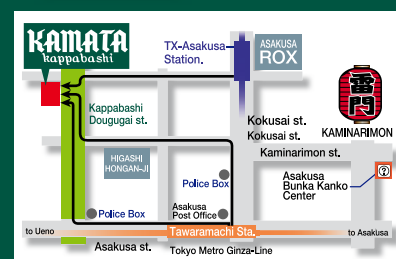 KAMATA
kappabashi
TX-Asakusa
Station.
ASAKUSA
ROX
雷門
KAMINARIMON
Kappabashi
Dougugai st.
Kokusai st.
Kokusai st.
Kaminarimon st.
HIGASHI
HONGAN-JI
Police Box
Asakusa
Bunka Kanko
Center
?
Police Box
Asakusa
Post Office
to Ueno
Tawaramachi Sta.
to Asakusa
Asakusa st.
Tokyo Metro Ginza-Line